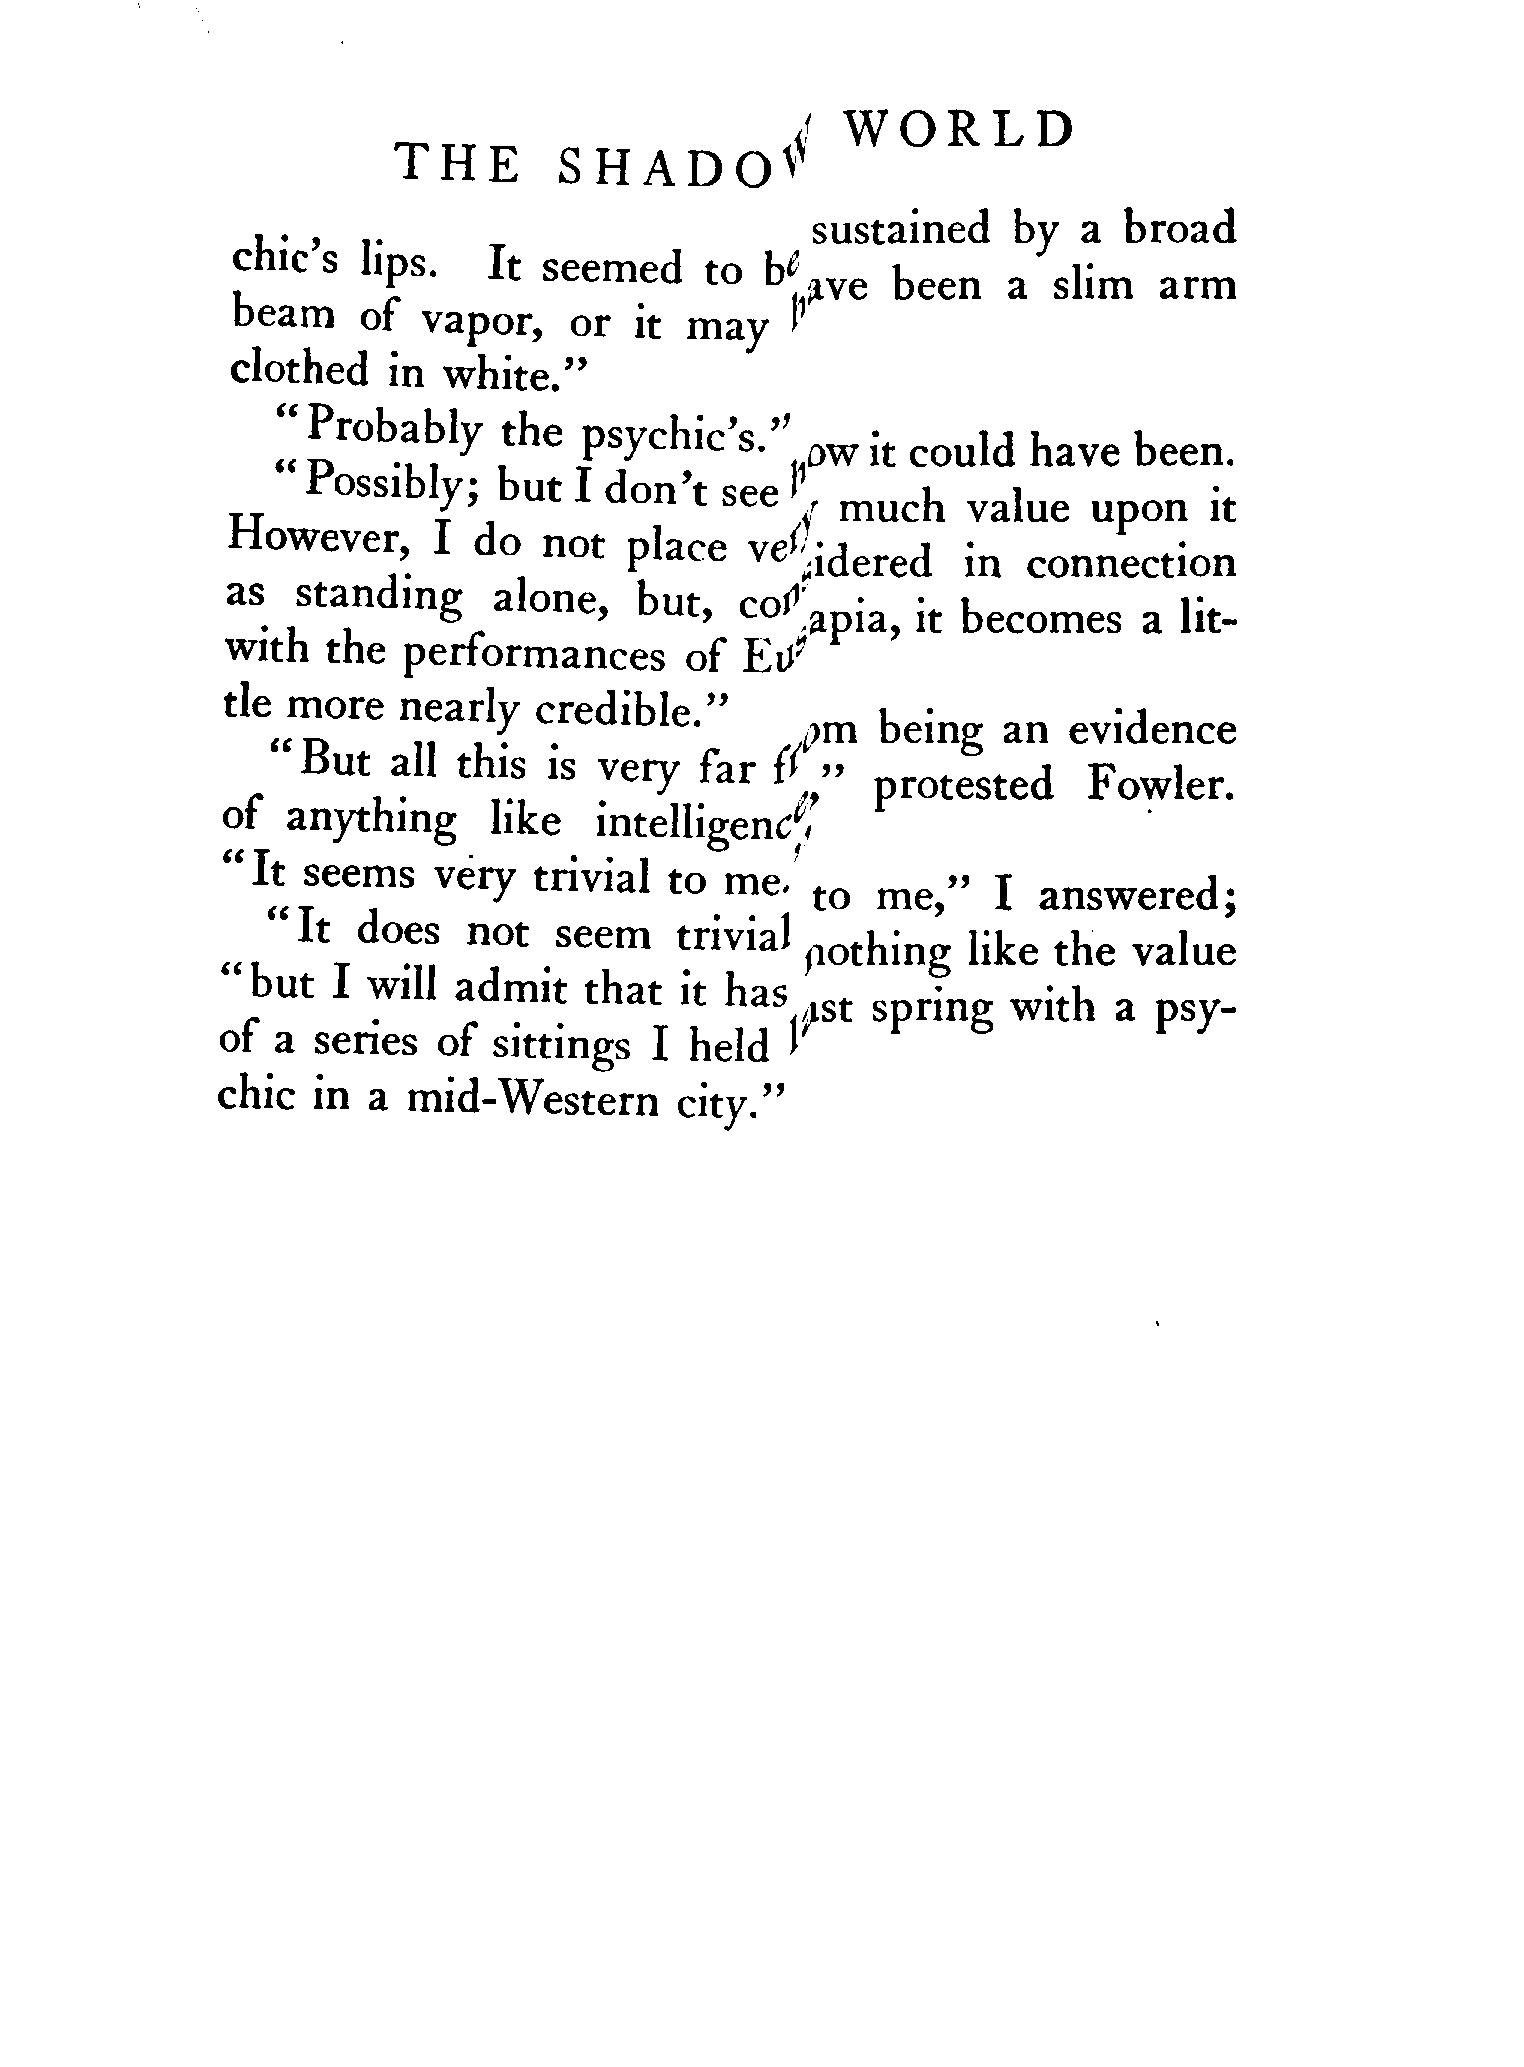 THE SHADOW WORLD
chic's lips. It seemed to be sustained by a broad
beam of vapor, or it may have been a slim arm
clothed in white."
"Probably the psychic's."
"Possibly; but I don't see how it could have been.
However, I do not place very much value upon it
as standing alone, but, considered in connection
with the performances of Eusapia, it becomes a lit-
tle more nearly credible."
"But all this is very far from being an evidence
of anything like intelligence," protested Fowler.
"It seems very trivial to me."
"It does not seem trivial to me," I answered;
"but I will admit that it has nothing like the value
of a series of sittings I held last spring with a psy-
chic in a mid-Western city."